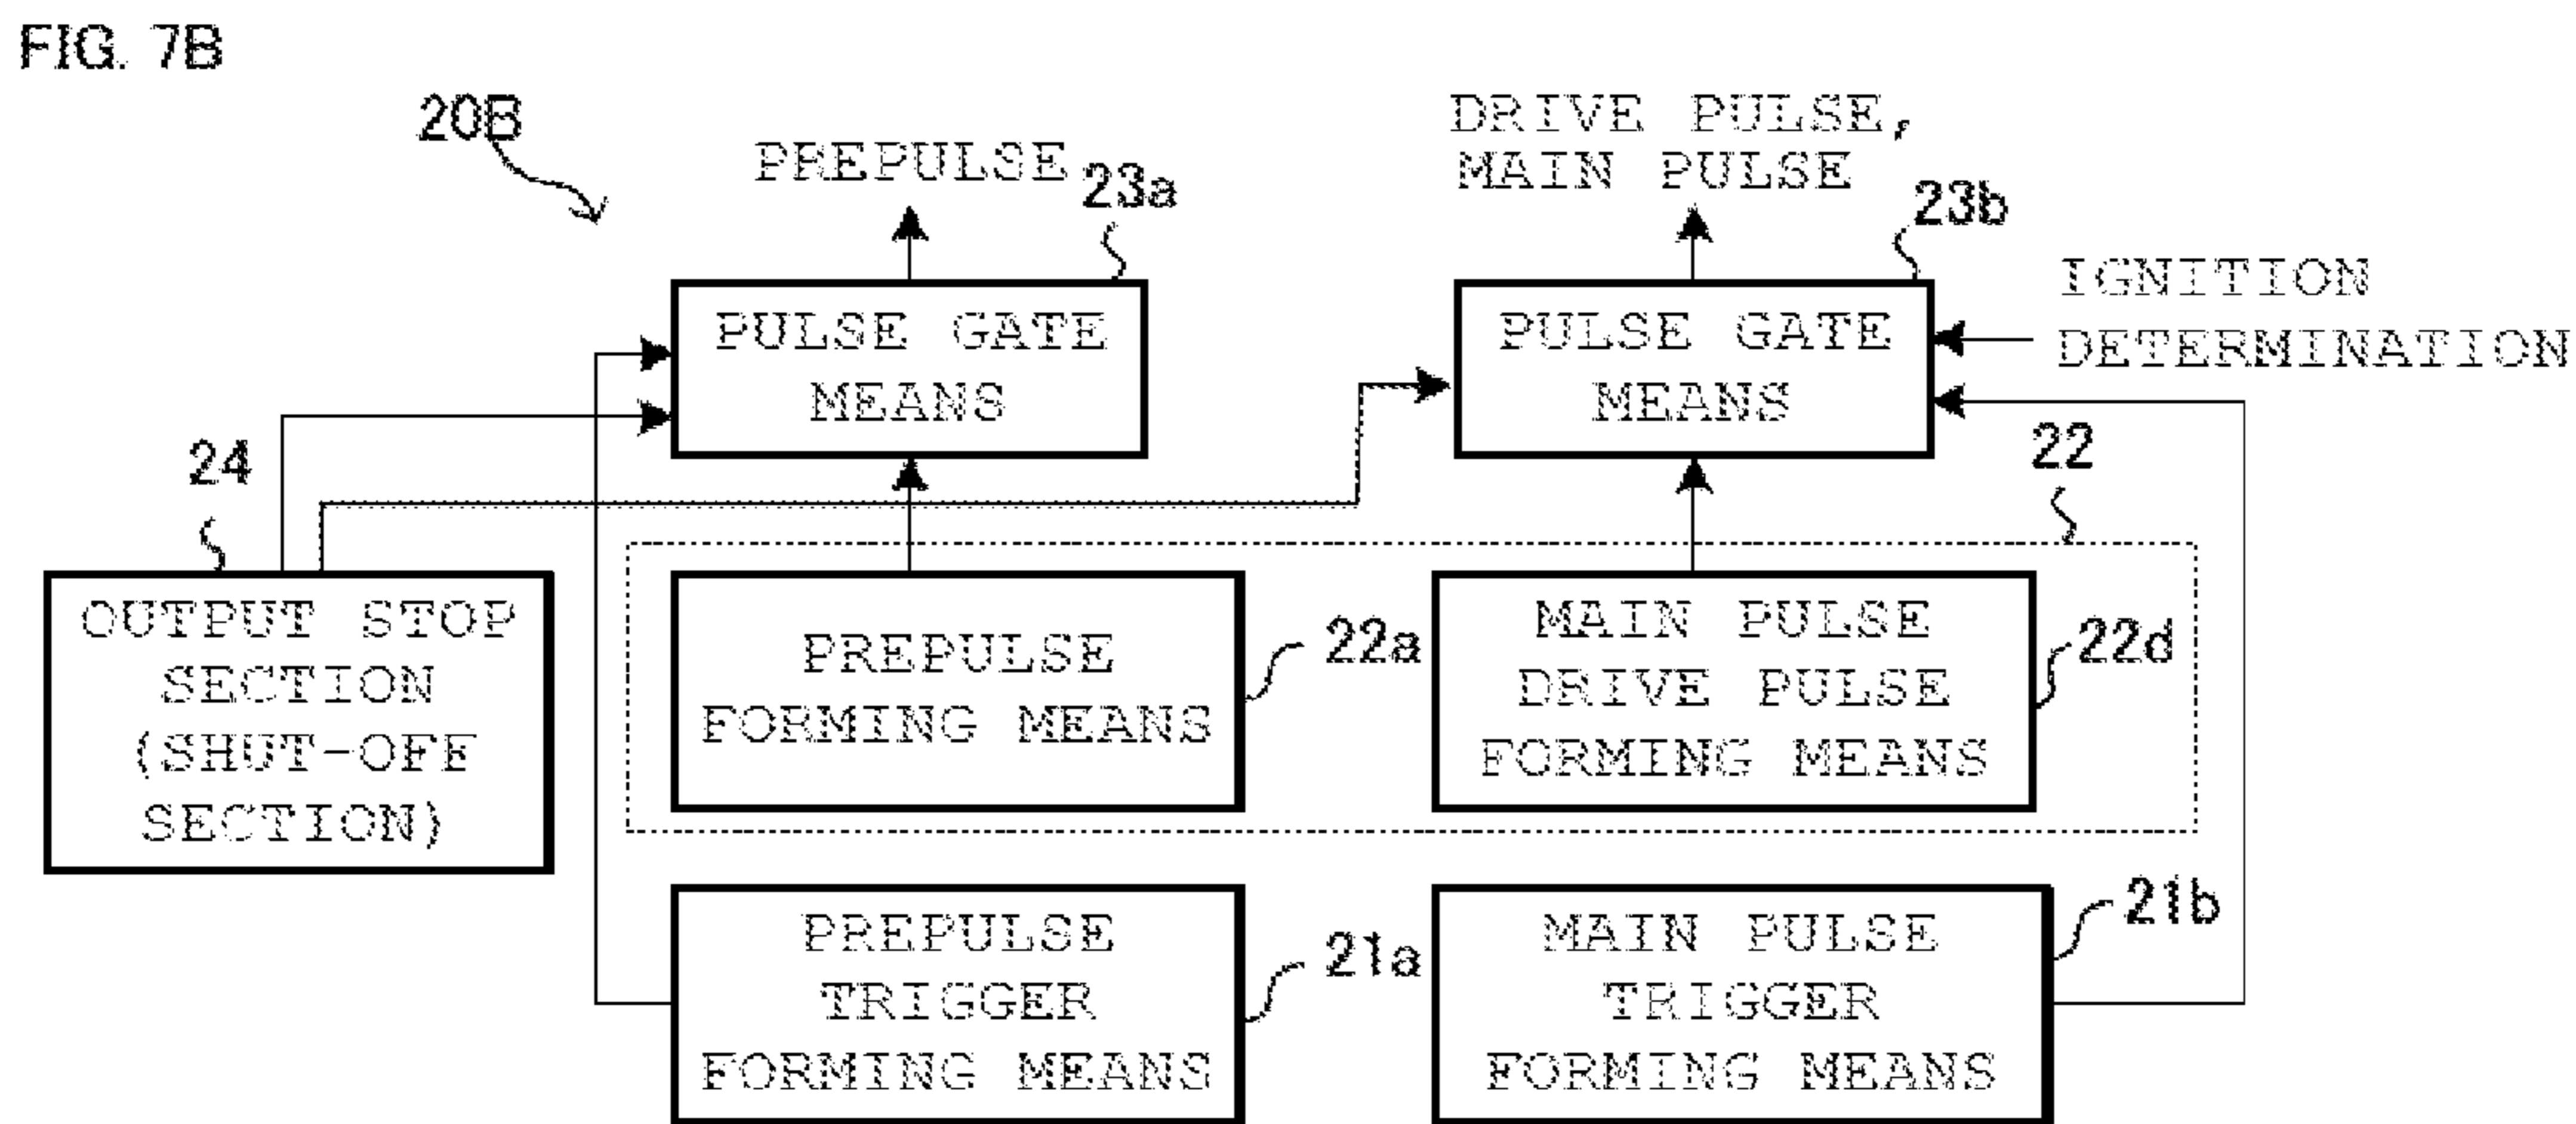 FIG. 7B
20B
PREPULSE
23a
DRIVE PULSE,
MAIN PULSE
23b
PULSE GATE
MEANS
PULSE GATE
MEANS
IGNITION
DETERMINATION
24
22
OUTPUT STOP
SECTION
(SHUT-OFF
SECTION)
PREPULSE
FORMING MEANS
22a
MAIN PULSE
DRIVE PULSE
FORMING MEANS
22d
PREPULSE
TRIGGER
FORMING MEANS
21a
MAIN PULSE
TRIGGER
FORMING MEANS
21b